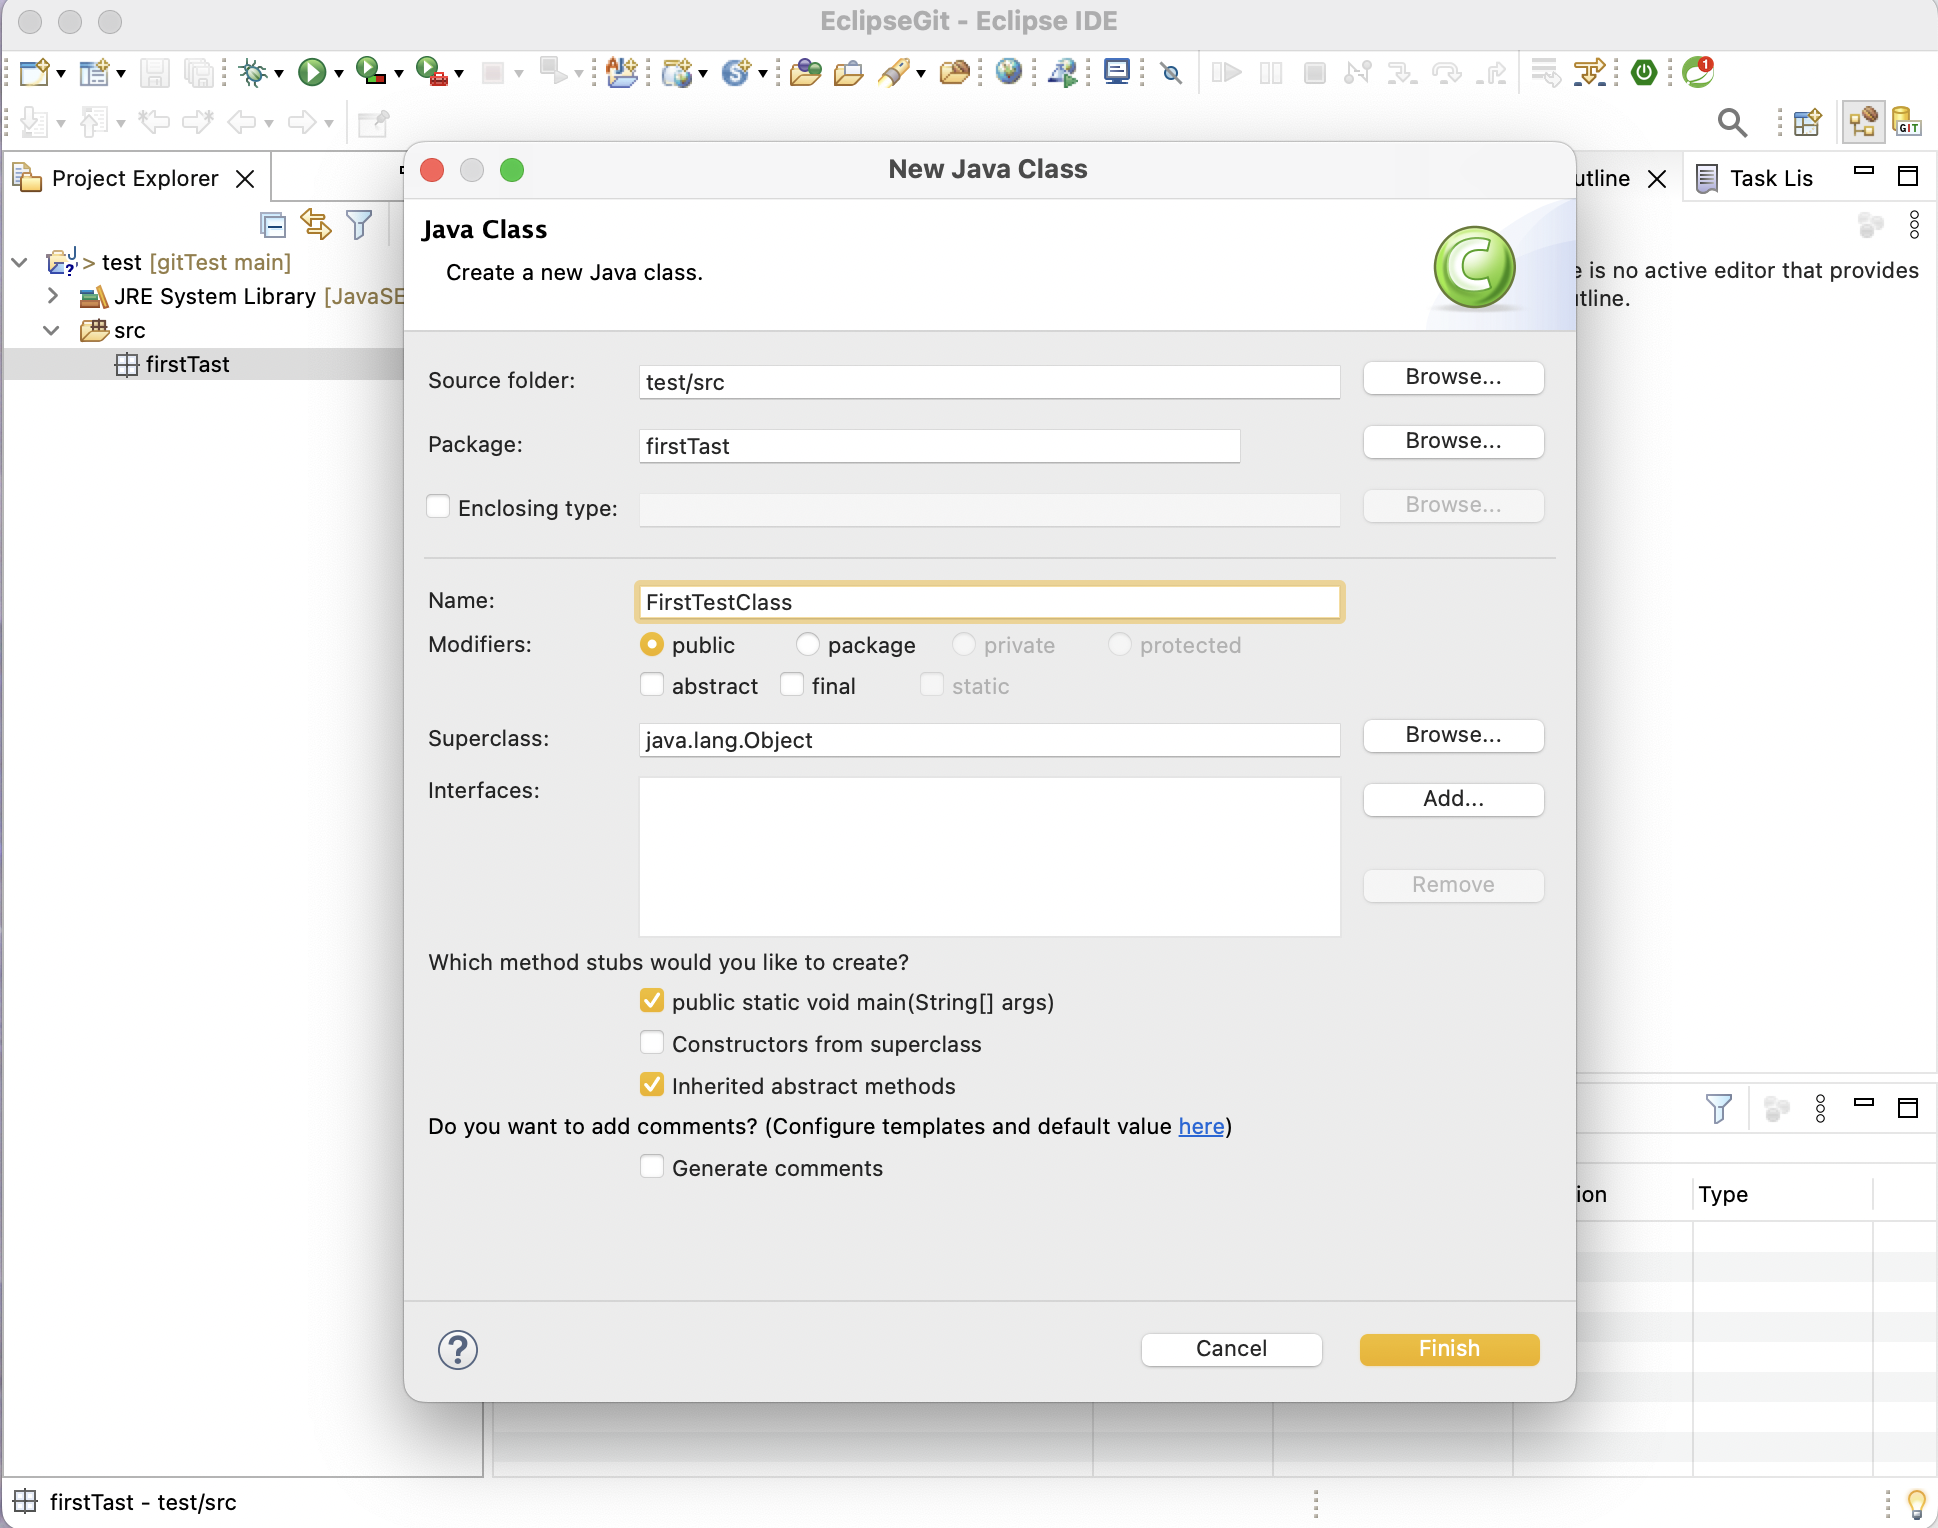 EclipseGit - Eclipse IDE
1
GIT
Project Explorer
> test [gitTest main]
JRE System Library [JavaSE
src
firstTast
New Java Class
Java Class
Create a new Java class.
Source folder: test/src Browse...
Package: firstTast Browse...
Enclosing type: Browse...
Name: FirstTestClass
Modifiers: public package private protected
abstract final static
Superclass: java.lang.Object Browse...
Interfaces: Add...
Remove
Which method stubs would you like to create?
public static void main(String[] args)
Constructors from superclass
Inherited abstract methods
Do you want to add comments? (Configure templates and default value here)
Generate comments
Cancel Finish
utline Task Lis
e is no active editor that provides
utline.
ion Type
firstTast - test/src